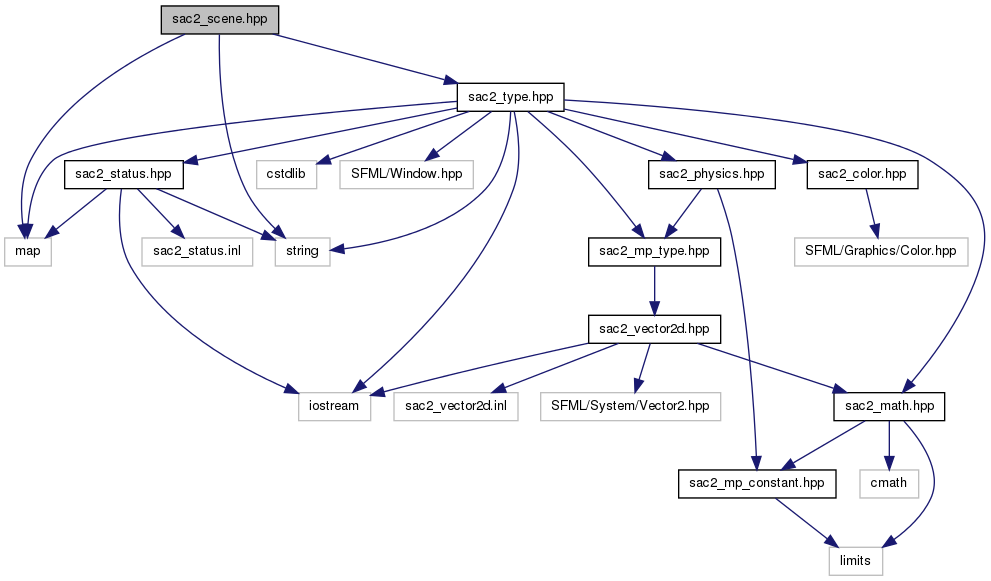 sac2_scene.hpp
sac2_type.hpp
sac2_status.hpp
cstdlib
SFML/Window.hpp
sac2_physics.hpp
sac2_color.hpp
map
sac2_status.inl
string
sac2_mp_type.hpp
SFML/Graphics/Color.hpp
sac2_vector2d.hpp
iostream
sac2_vector2d.inl
SFML/System/Vector2.hpp
sac2_math.hpp
sac2_mp_constant.hpp
cmath
limits